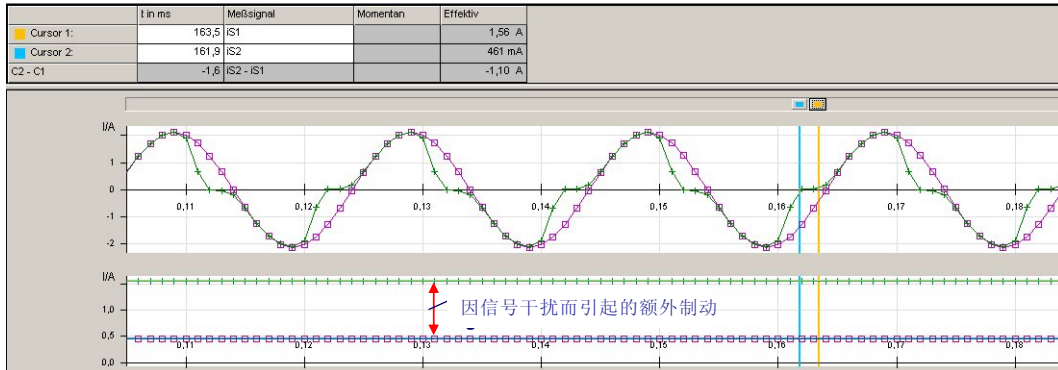 t in ms Meßsignal Momentan Effektiv
Cursor 1: 163,5 iS1 1,56 A
Cursor 2: 161,9 iS2 461 mA
C2 - C1 -1,6 iS2 - iS1 -1,10 A
I/A
1
0
0,11 0,12 0,13 0,14 0,15 0,16 0,17 0,18
-1
-2
I/A
1,0
因信号干扰而引起的额外制动
0,5
0,11 0,12 0,13 0,14 0,15 0,16 0,17 0,18
0,0